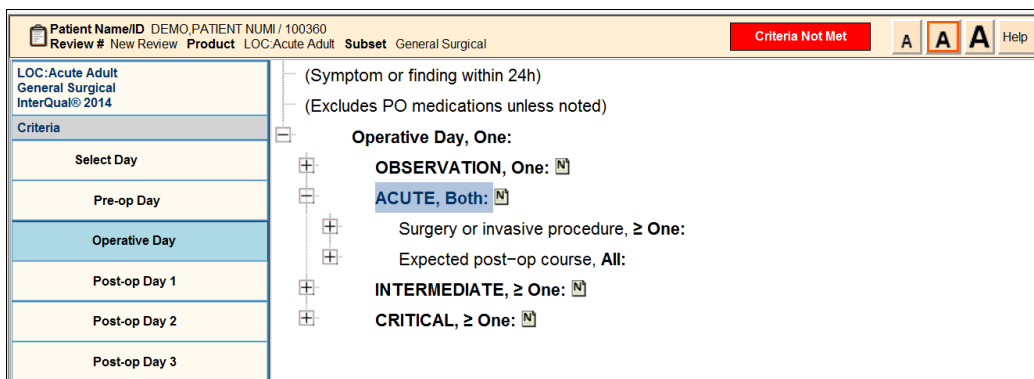 Patient Name/ID DEMO,PATIENT NUMI / 100360
Review # New Review Product LOC:Acute Adult Subset General Surgical
Criteria Not Met
A A A Help
LOC:Acute Adult
General Surgical
InterQual® 2014
Criteria
Select Day
Pre-op Day
Operative Day
Post-op Day 1
Post-op Day 2
Post-op Day 3
(Symptom or finding within 24h)
(Excludes PO medications unless noted)
Operative Day, One:
OBSERVATION, One: N
ACUTE, Both: N
Surgery or invasive procedure, ≥ One:
Expected post-op course, All:
INTERMEDIATE, ≥ One: N
CRITICAL, ≥ One: N